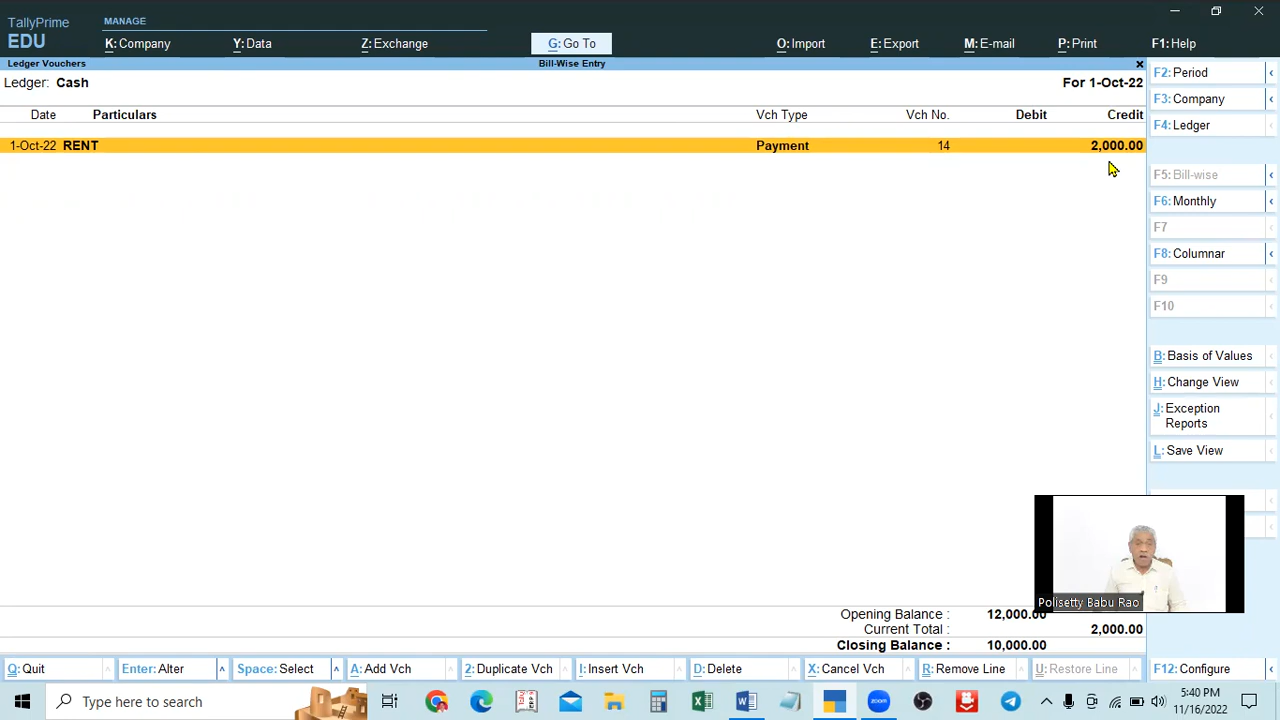 TallyPrime
EDU
MANAGE
K: Company
Y: Data
Z: Exchange
G: Go To
O: Import
E: Export
M: E-mail
P: Print
F1: Help
Ledger Vouchers
Bill-Wise Entry
×
Ledger: Cash
For 1-Oct-22
Date Particulars Vch Type Vch No. Debit Credit
1-Oct-22 RENT Payment 14 2,000.00
F2: Period
F3: Company
F4: Ledger
F5: Bill-wise
F6: Monthly
F7
F8: Columnar
F9
F10
B: Basis of Values
H: Change View
J: Exception
Reports
L: Save View
Polisetty Babu Rao
Opening Balance : 12,000.00
Current Total : 2,000.00
Closing Balance : 10,000.00
Q: Quit
Enter: Alter
Space: Select
A: Add Vch
2: Duplicate Vch
I: Insert Vch
D: Delete
X: Cancel Vch
R: Remove Line
U: Restore Line
F12: Configure
Type here to search
zoom
5:40 PM
11/16/2022